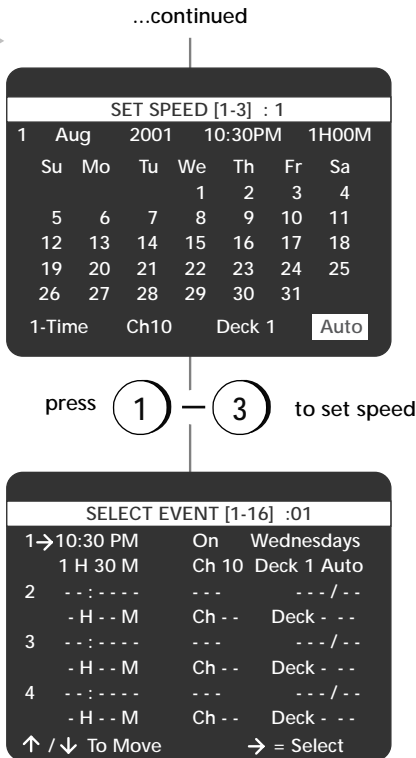 ...continued
SET SPEED [1-3] : 1
1 Aug 2001 10:30PM 1H00M
Su Mo Tu We Th Fr Sa
1 2 3 4
5 6 7 8 9 10 11
12 13 14 15 16 17 18
19 20 21 22 23 24 25
26 27 28 29 30 31
1-Time Ch10 Deck 1 Auto
press 1 – 3 to set speed
SELECT EVENT [1-16] :01
1→10:30 PM On Wednesdays
1 H 30 M Ch 10 Deck 1 Auto
2 - - : - - - - - - - - - - / - -
- H - - M Ch - - Deck - - -
3 - - : - - - - - - - - - - / - -
- H - - M Ch - - Deck - - -
4 - - : - - - - - - - - - - / - -
- H - - M Ch - - Deck - - -
↑ / ↓ To Move → = Select